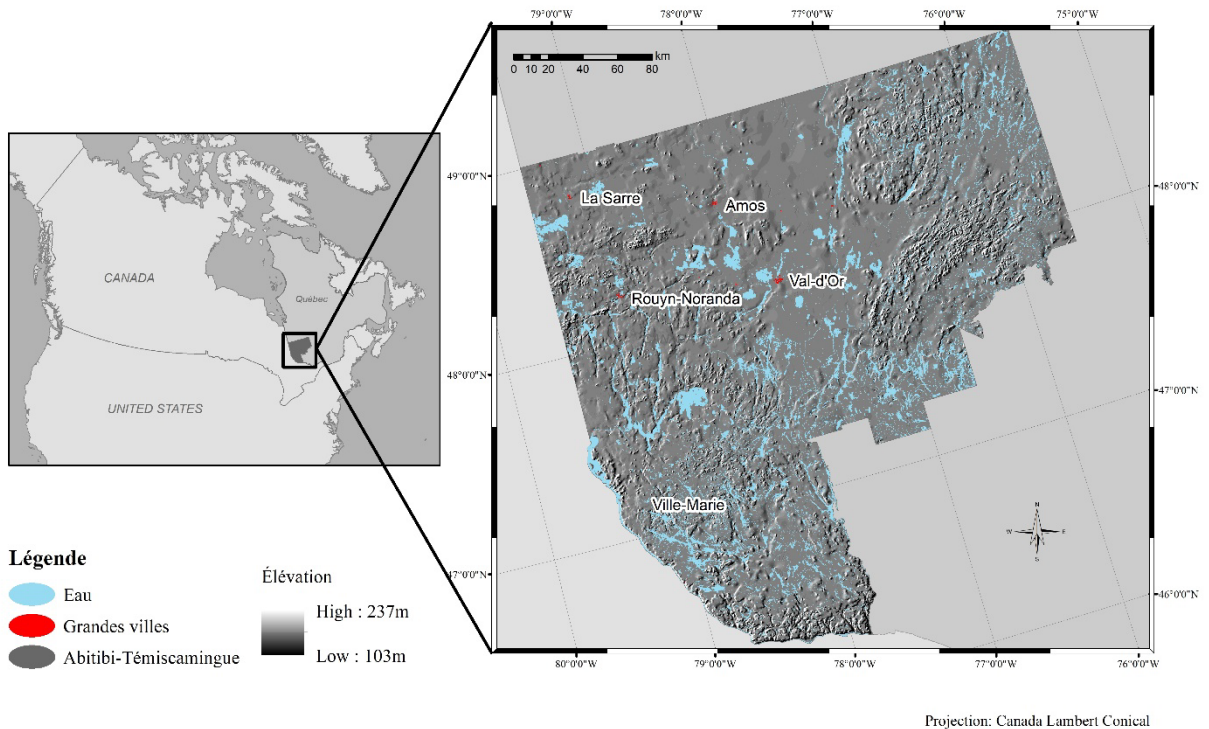 79°0'0"W
78°0'0"W
77°0'0"W
76°0'0"W
75°0'0"W
km
0 10 20 40 60 80
49°0'0"N
48°0'0"N
47°0'0"N
48°0'0"N
47°0'0"N
46°0'0"N
La Sarre
Amos
Val-d'Or
Rouyn-Noranda
Ville-Marie
CANADA
Québec
UNITED STATES
N
W
E
S
Légende
Eau
Grandes villes
Abitibi-Témiscamingue
Élévation
High : 237m
Low : 103m
80°0'0"W
79°0'0"W
78°0'0"W
77°0'0"W
76°0'0"W
Projection: Canada Lambert Conical